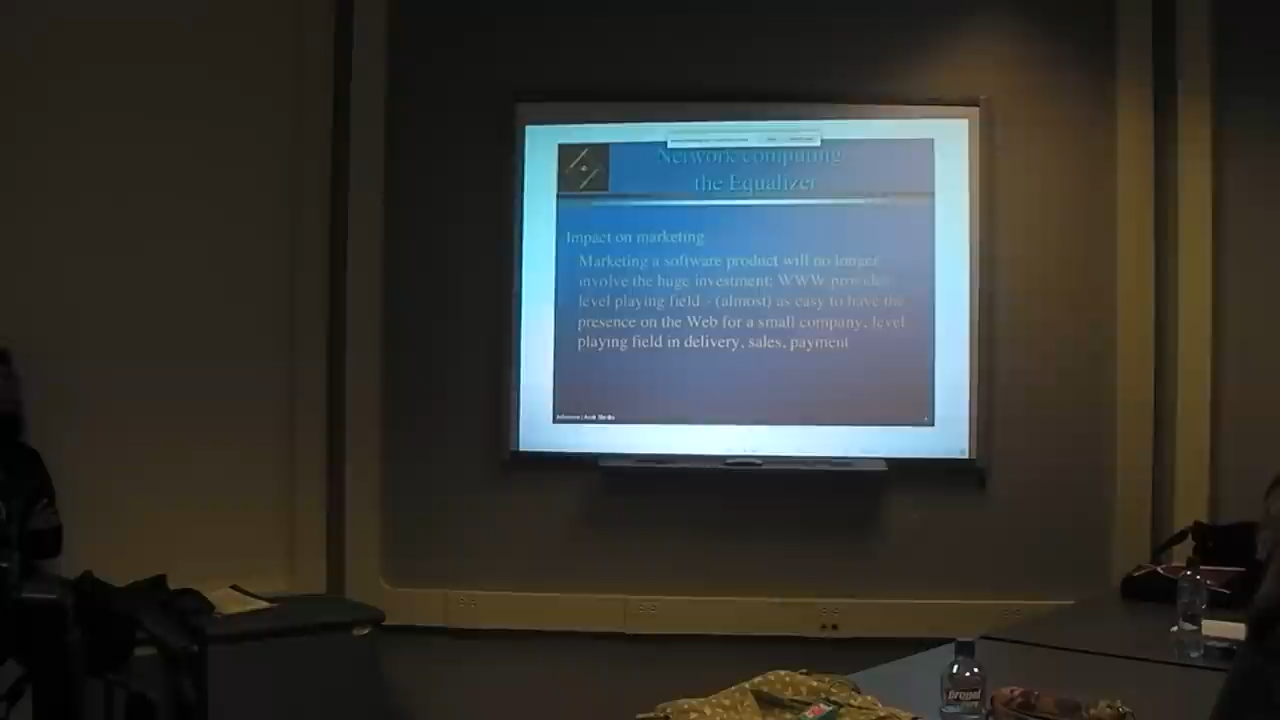 Network computing
the Equalizer
Impact on marketing
Marketing a software product will no longer
involve the huge investment: WWW provides
level playing field - (almost) as easy to have the
presence on the Web for a small company, level
playing field in delivery, sales, payment
Propel